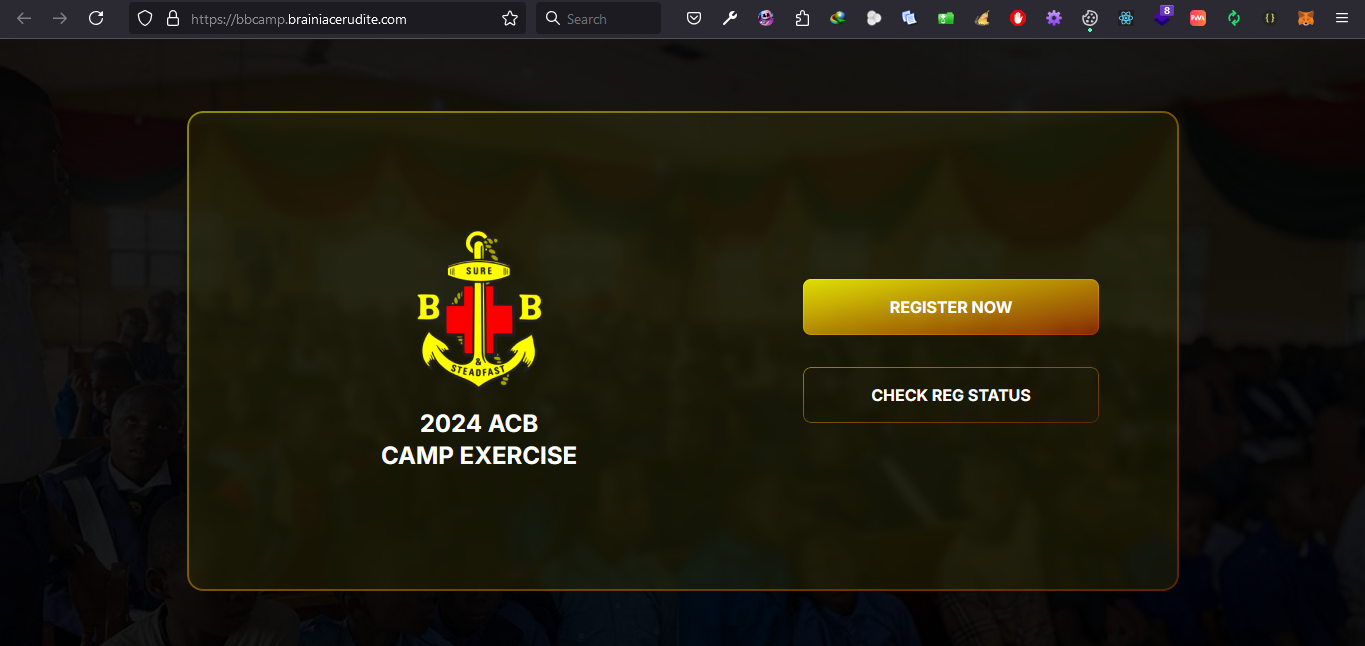 https://bbcamp.brainiacerudite.com
Search
8
PWA
SURE
B B
&
STEADFAST
2024 ACB
CAMP EXERCISE
REGISTER NOW
CHECK REG STATUS